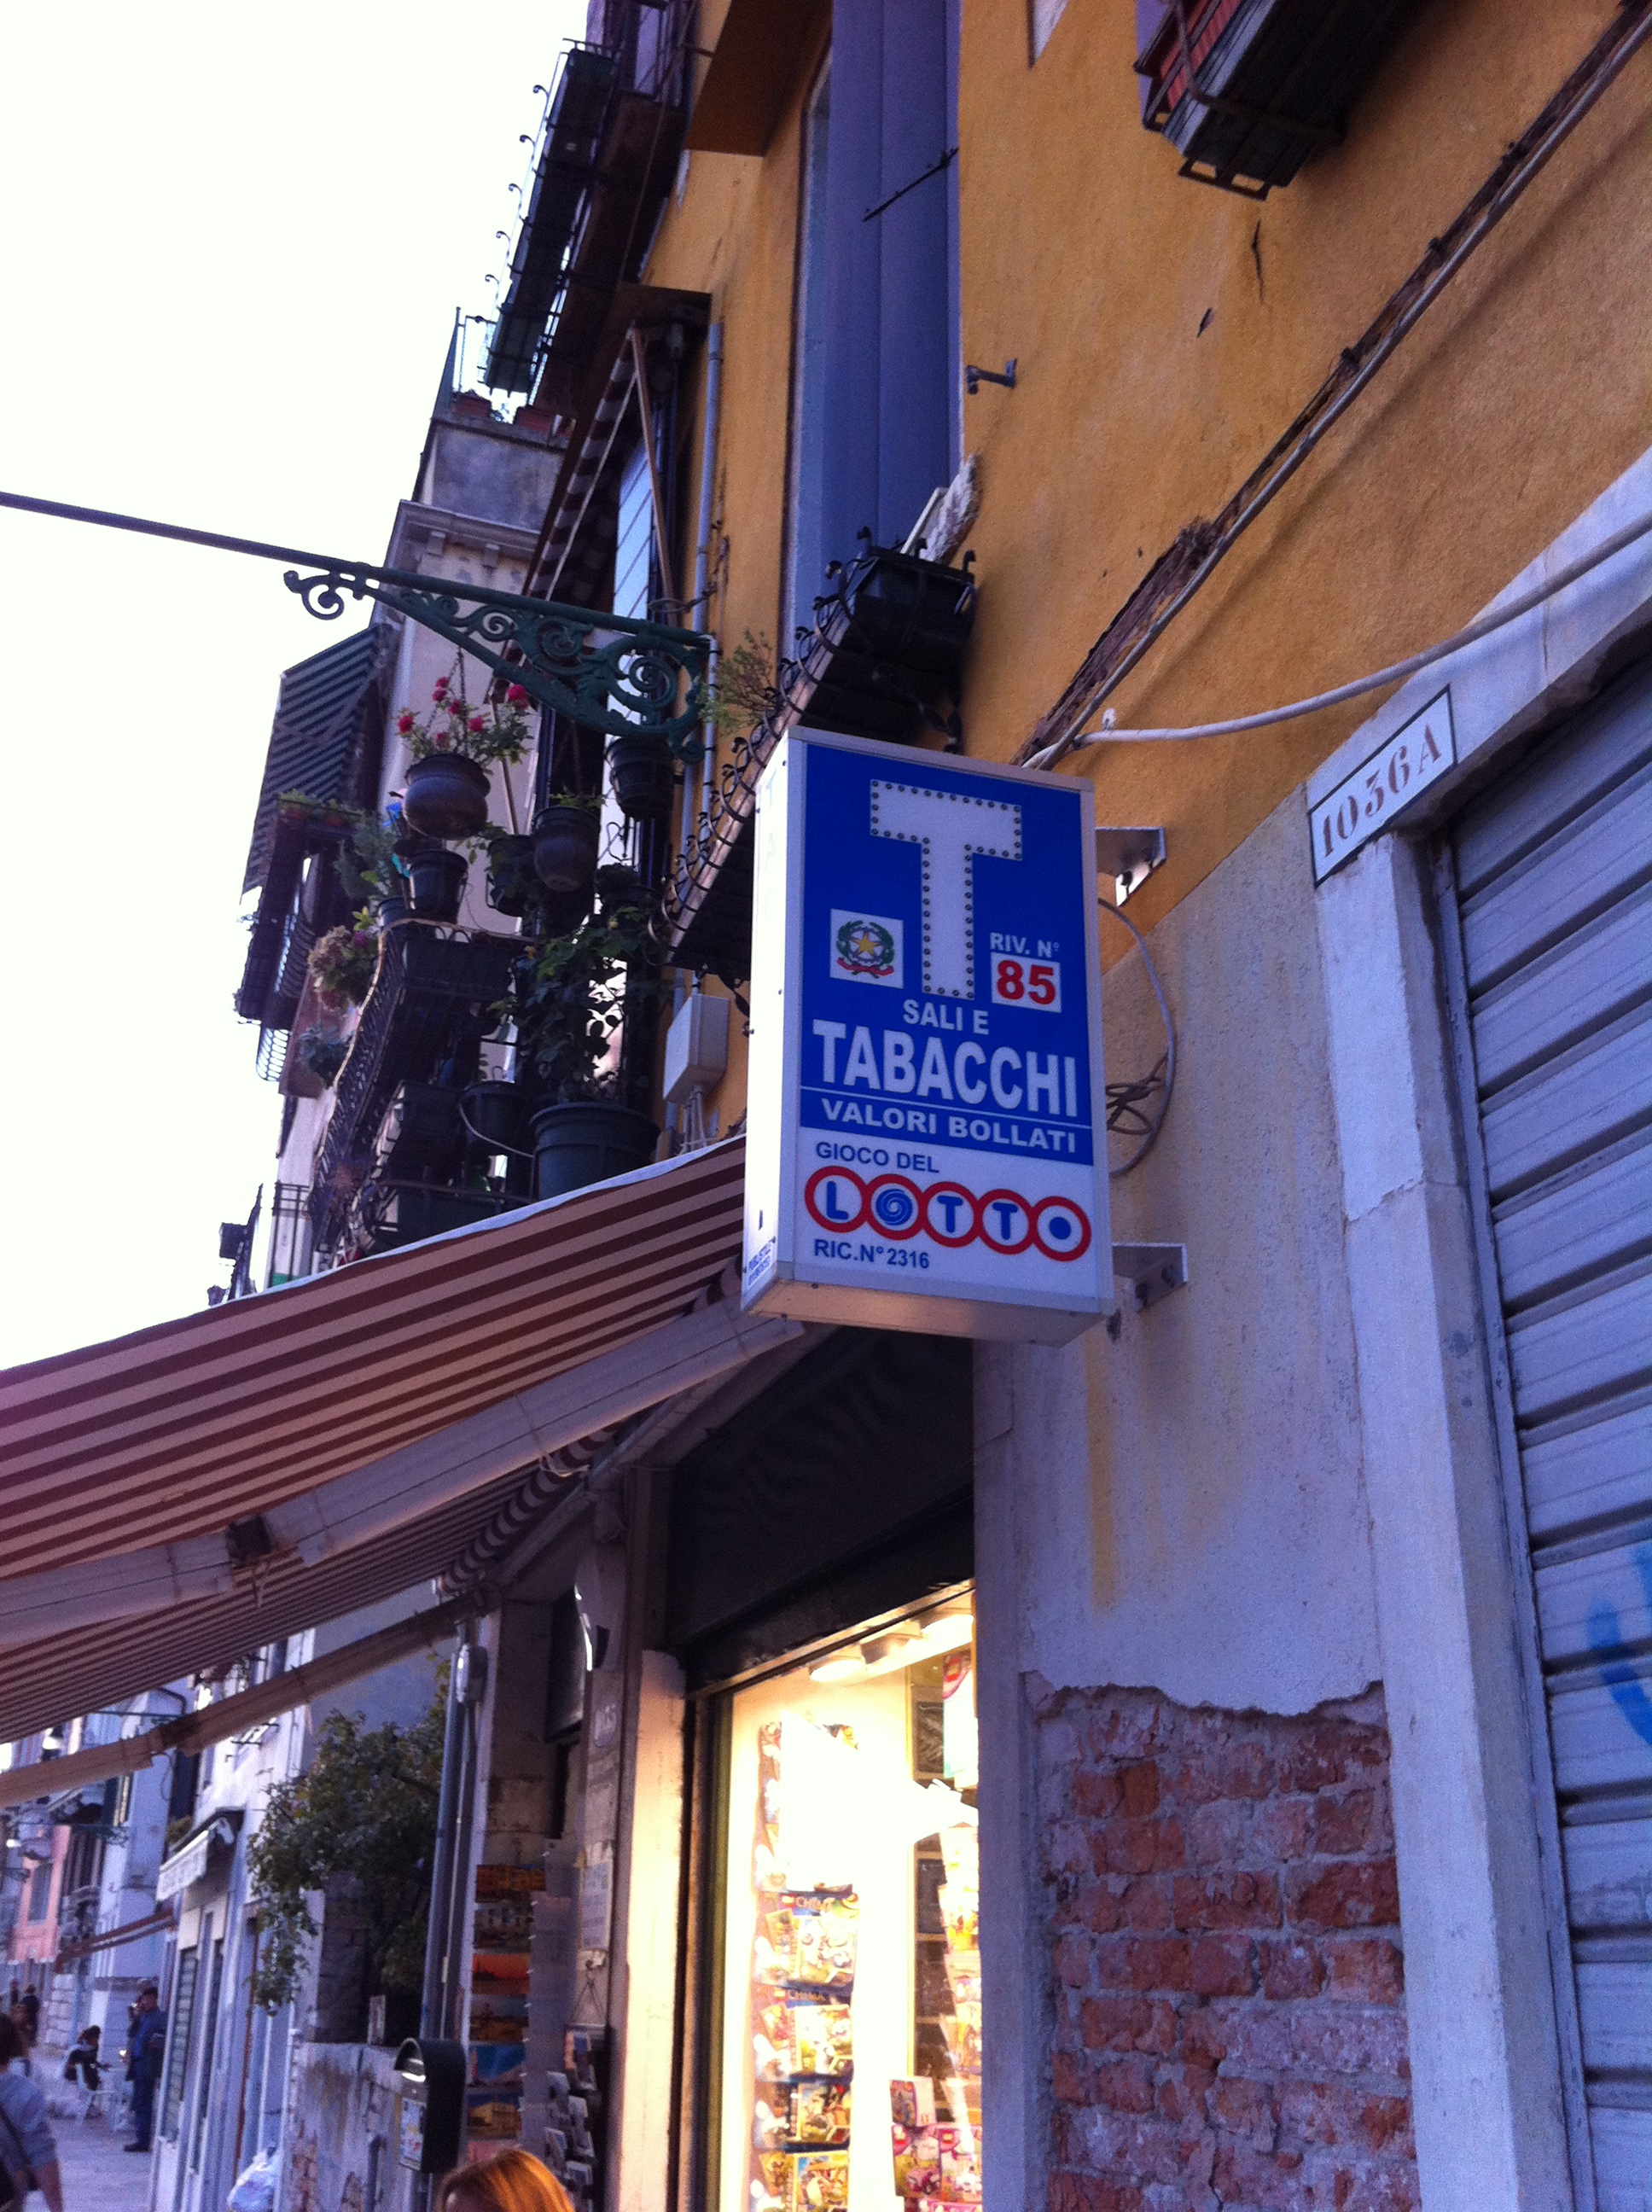 1036A
T
RIV. N°
85
SALI E
TABACCHI
VALORI BOLLATI
GIOCO DEL
LOTTO
RIC.N°2316